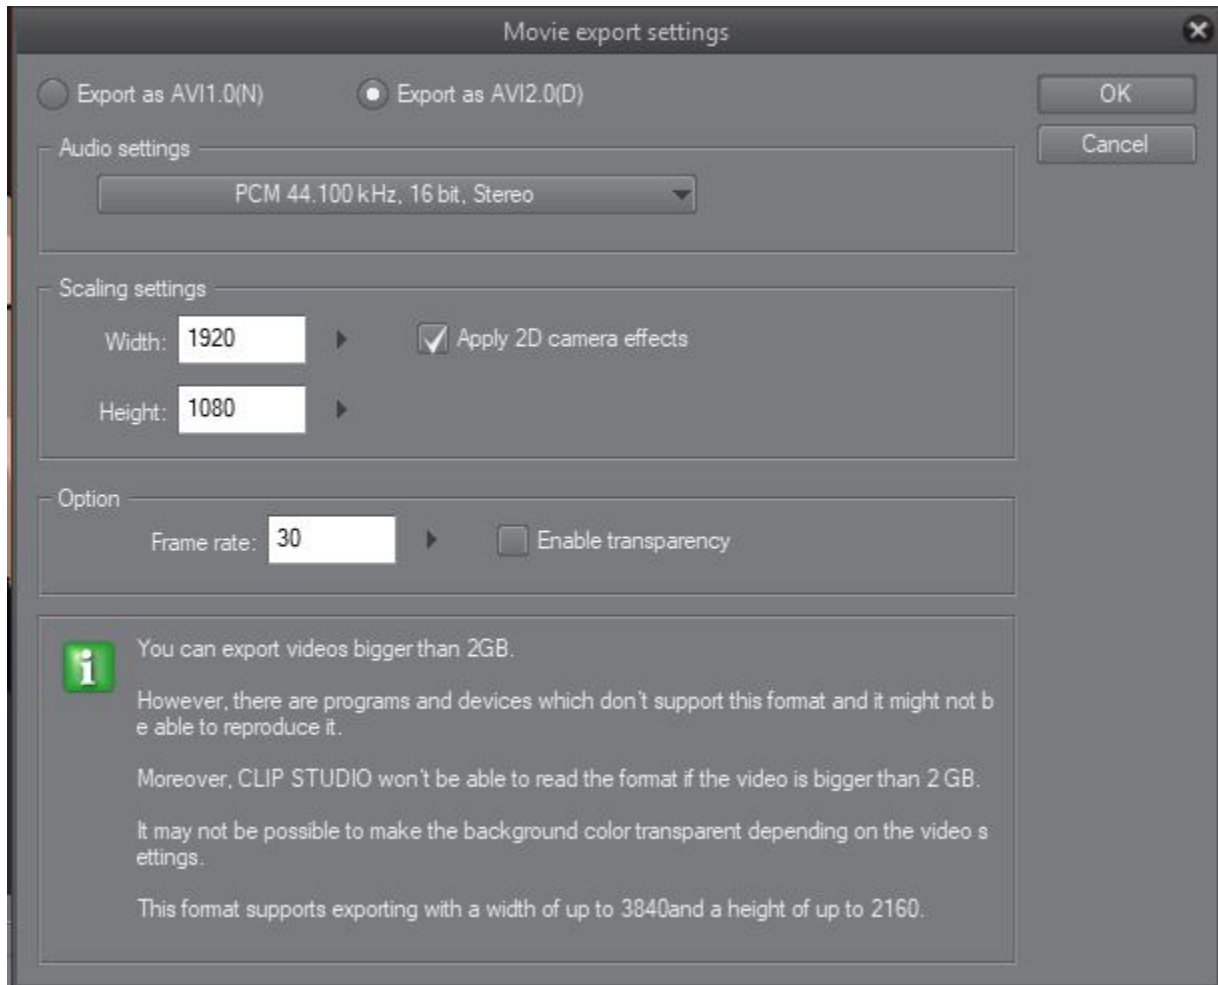 Movie export settings
Export as AVI1.0(N)
Export as AVI2.0(D)
OK
Cancel
Audio settings
PCM 44.100 kHz, 16 bit, Stereo
Scaling settings
Width: 1920
Apply 2D camera effects
Height: 1080
Option
Frame rate: 30
Enable transparency
You can export videos bigger than 2GB.
However, there are programs and devices which don't support this format and it might not b
e able to reproduce it.
Moreover, CLIP STUDIO won't be able to read the format if the video is bigger than 2 GB.
It may not be possible to make the background color transparent depending on the video s
ettings.
This format supports exporting with a width of up to 3840and a height of up to 2160.